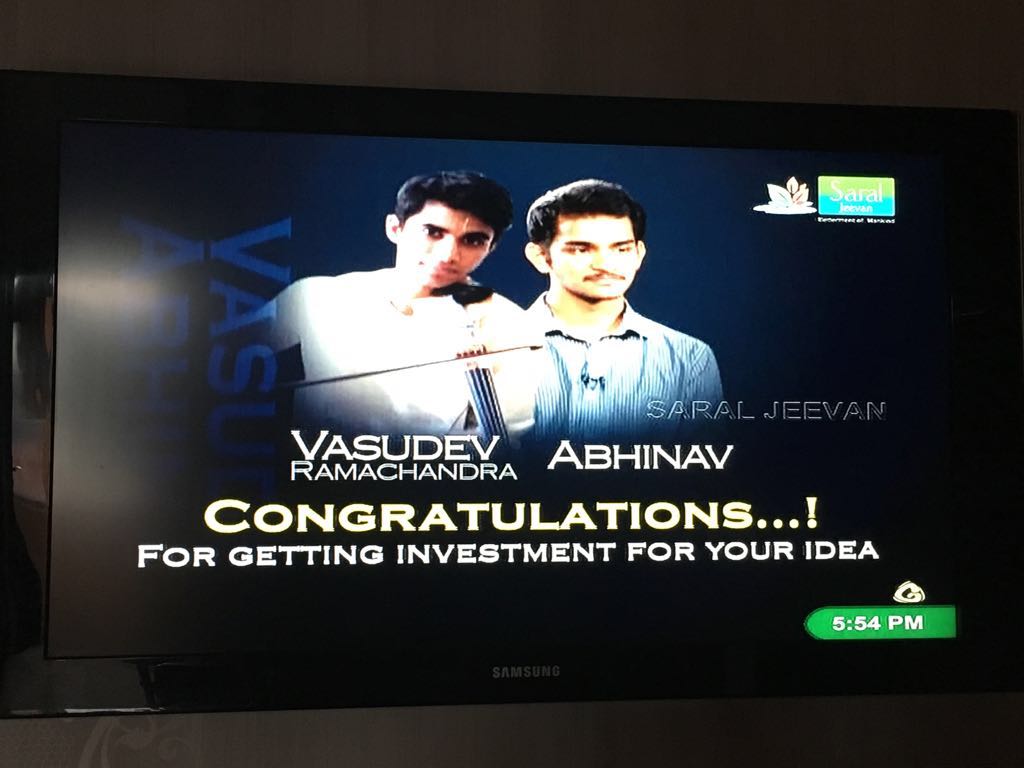 Saral
Jeevan
Betterment of Mankind
VASUD
ABHI
SARAL JEEVAN
VASUDEV
RAMACHANDRA
ABHINAV
CONGRATULATIONS...!
FOR GETTING INVESTMENT FOR YOUR IDEA
5:54 PM
SAMSUNG